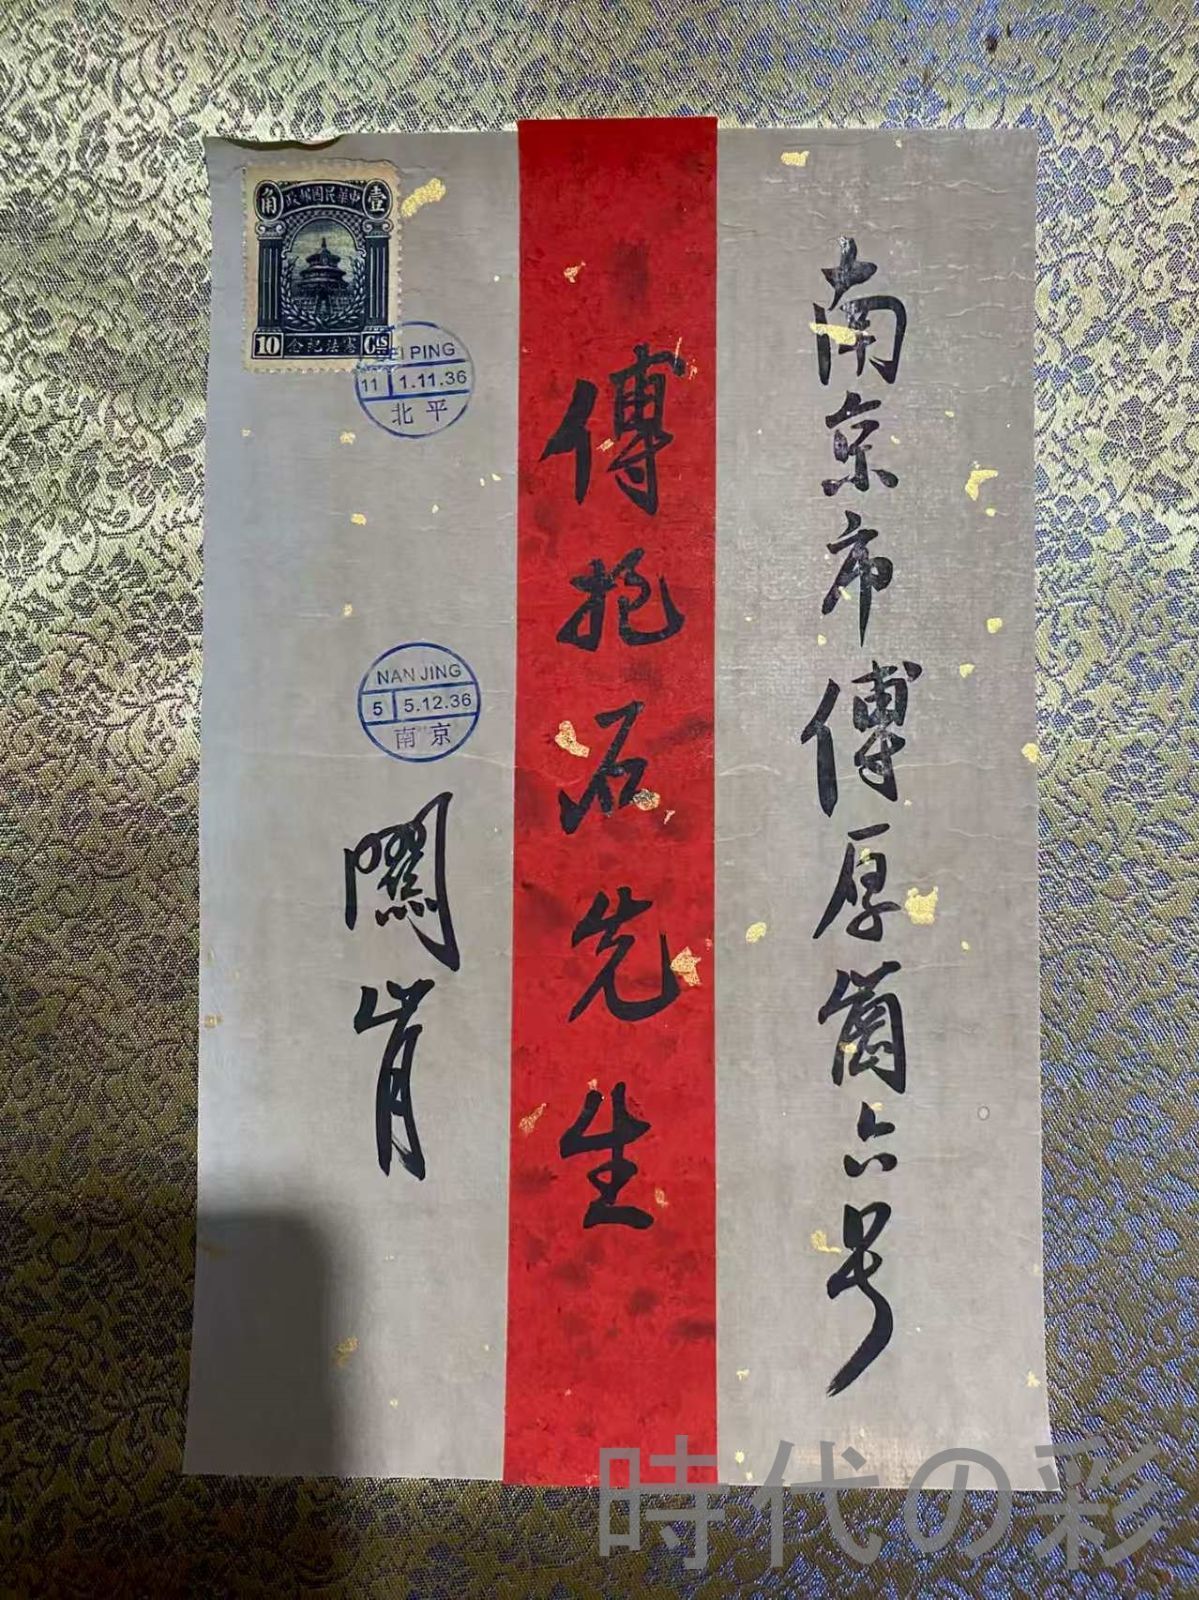 南京市傅厚崗六号
傅抱石先生
中華民國郵政
壹角
10 憲法紀念 Cts
BEI PING
11 1.11.36
北平
NAN JING
5 5.12.36
南京
時代の彩